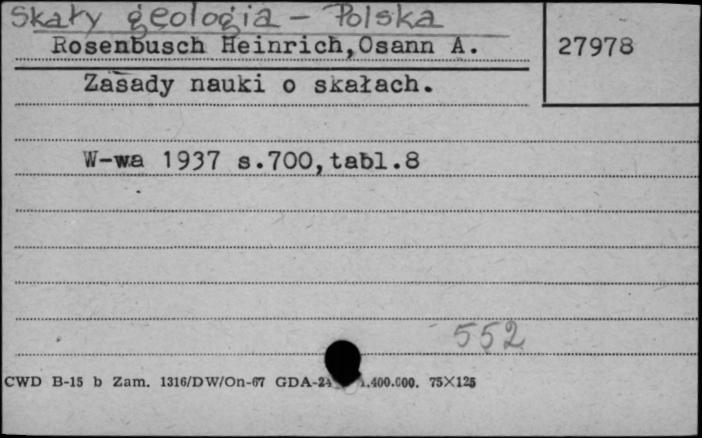 Skały geologia - Polska
Rosenbusch Heinrich, Osann A.
27978
Zasady nauki o skałach.
W-wa 1937 s.700, tabl.8
552
CWD B-15 b Zam. 1316/DW/On-67 GDA-24 .400.000. 75X125